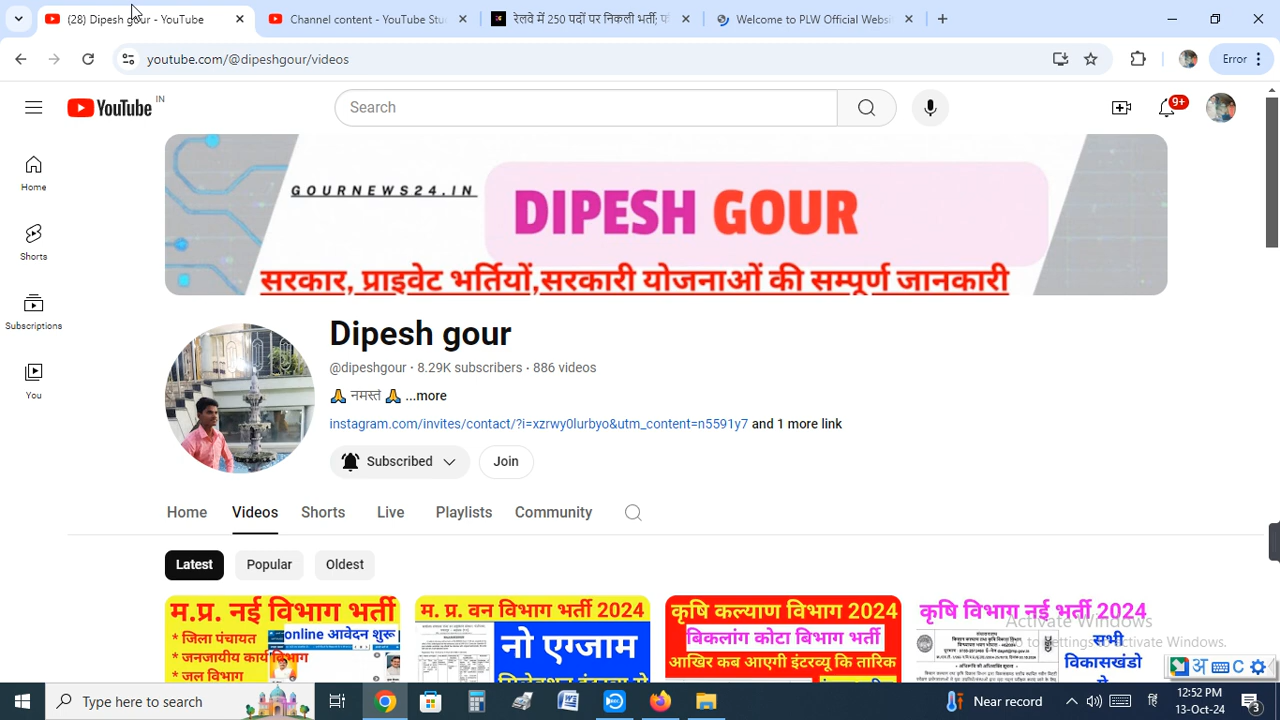 (28) Dipesh gour - YouTube
Channel content - YouTube Stu
रेलवे में 250 पदों पर निकली भर्ती;
Welcome to PLW Official Websi
youtube.com/@dipeshgour/videos
Error
YouTube IN
Search
9+
Home
Shorts
Subscriptions
You
GOURNEWS24.IN
DIPESH GOUR
सरकार, प्राइवेट भर्तियों,सरकारी योजनाओं की सम्पूर्ण जानकारी
Dipesh gour
@dipeshgour · 8.29K subscribers · 886 videos
🙏 नमस्ते 🙏 ...more
instagram.com/invites/contact/?i=xzrwy0lurbyo&utm_content=n5591y7 and 1 more link
Subscribed
Join
Home Videos Shorts Live Playlists Community
Latest Popular Oldest
म.प्र. नई विभाग भर्ती
* जिला पंचायत
online आवेदन शुरू
* जनजातीय कार्य विभाग
* जल विभाग
म. प्र. वन विभाग भर्ती 2024
नो एग्जाम
कृषि कल्याण विभाग 2024
बिकलांग कोटा बिभाग भर्ती
आखिर कब आएगी इंटरव्यू कि तारिक
कृषि विभाग नई भर्ती 2024
सभी
विकासखंडो
Activate Windows
Go to Settings to activate Windows.
Type here to search
Near record
हिं
12:52 PM
13-Oct-24
3